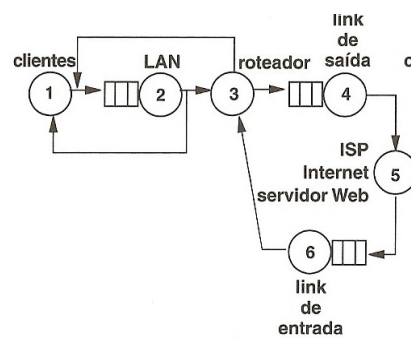 link
de
saída
clientes
LAN
roteador
1
2
3
4
ISP
Internet
servidor Web
5
6
link
de
entrada